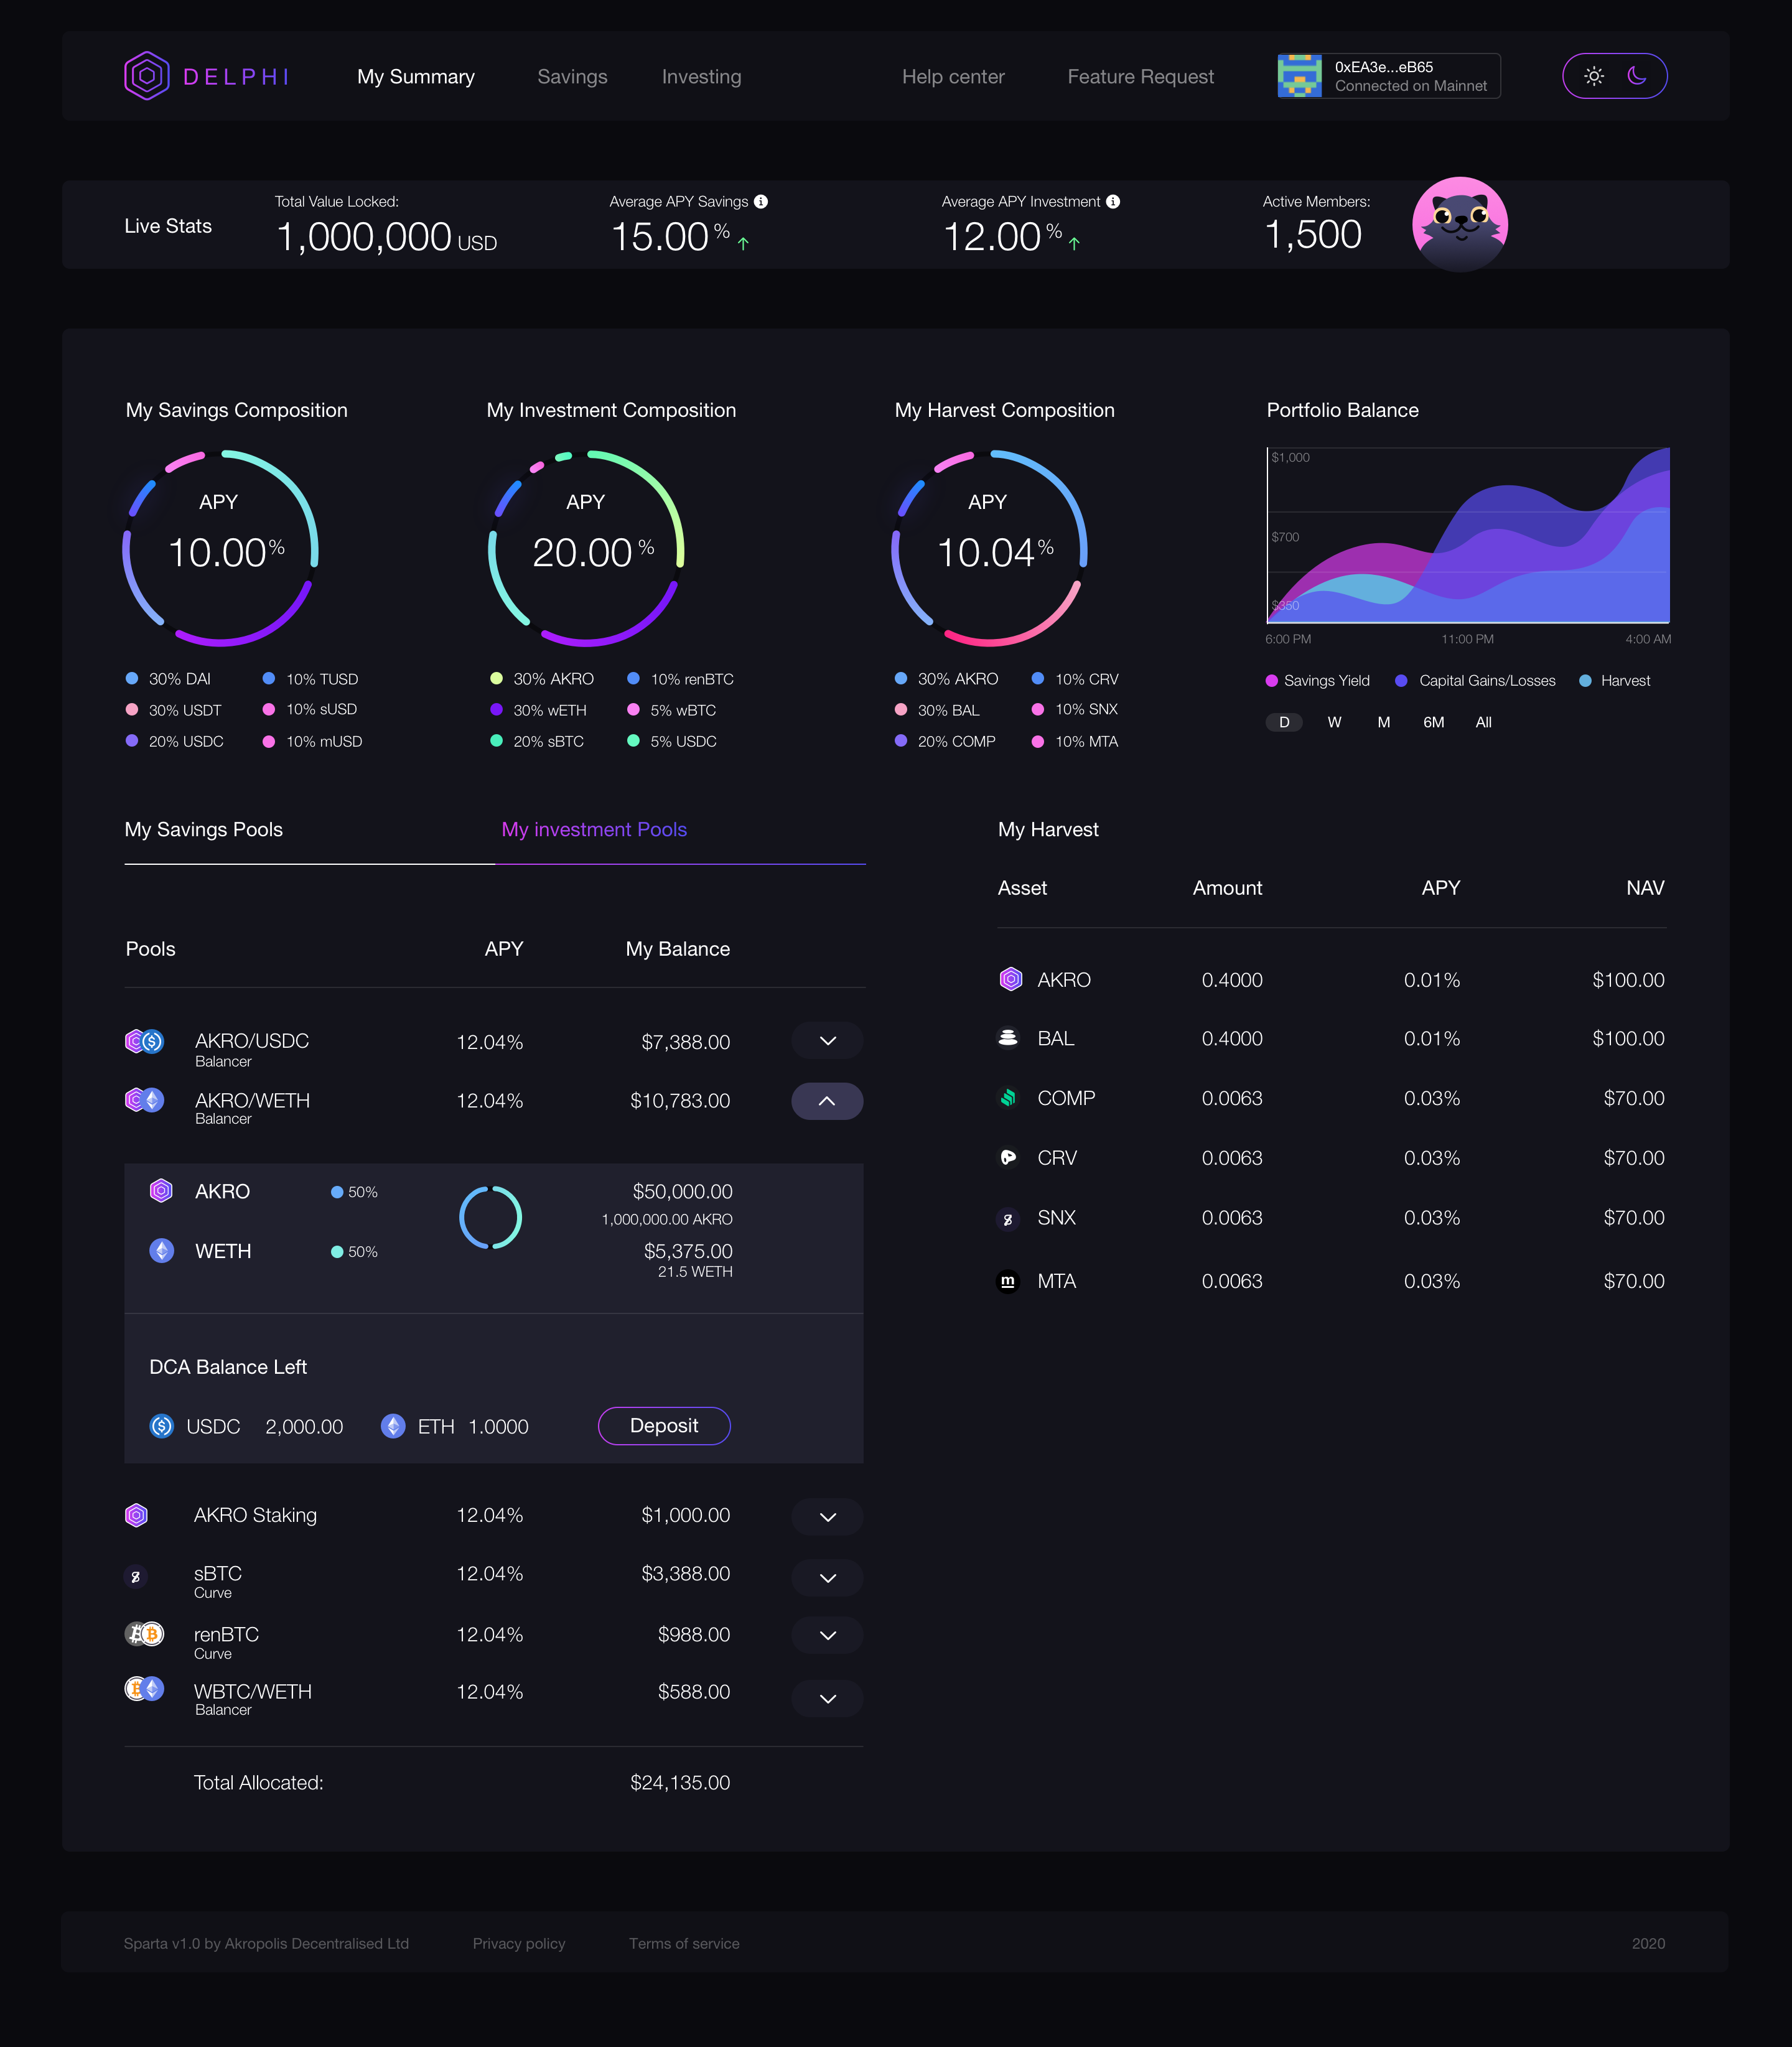 DELPHI
My Summary
Savings
Investing
Help center
Feature Request
0xEA3e...eB65
Connected on Mainnet
Live Stats
Total Value Locked:
1,000,000 USD
Average APY Savings
15.00 %
Average APY Investment
12.00 %
Active Members:
1,500
My Savings Composition
APY
10.00%
30% DAI
10% TUSD
30% USDT
10% sUSD
20% USDC
10% mUSD
My Investment Composition
APY
20.00 %
30% AKRO
10% renBTC
30% wETH
5% wBTC
20% sBTC
5% USDC
My Harvest Composition
APY
10.04%
30% AKRO
10% CRV
30% BAL
10% SNX
20% COMP
10% MTA
Portfolio Balance
$1,000
$700
$350
6:00 PM
11:00 PM
4:00 AM
Savings Yield
Capital Gains/Losses
Harvest
D
W
M
6M
All
My Savings Pools
My investment Pools
Pools
APY
My Balance
AKRO/USDC
Balancer
12.04%
$7,388.00
AKRO/WETH
Balancer
12.04%
$10,783.00
AKRO
50%
$50,000.00
1,000,000.00 AKRO
WETH
50%
$5,375.00
21.5 WETH
DCA Balance Left
USDC 2,000.00
ETH 1.0000
Deposit
AKRO Staking
12.04%
$1,000.00
sBTC
Curve
12.04%
$3,388.00
renBTC
Curve
12.04%
$988.00
WBTC/WETH
Balancer
12.04%
$588.00
Total Allocated:
$24,135.00
My Harvest
Asset
Amount
APY
NAV
AKRO
0.4000
0.01%
$100.00
BAL
0.4000
0.01%
$100.00
COMP
0.0063
0.03%
$70.00
CRV
0.0063
0.03%
$70.00
SNX
0.0063
0.03%
$70.00
m
MTA
0.0063
0.03%
$70.00
Sparta v1.0 by Akropolis Decentralised Ltd
Privacy policy
Terms of service
2020